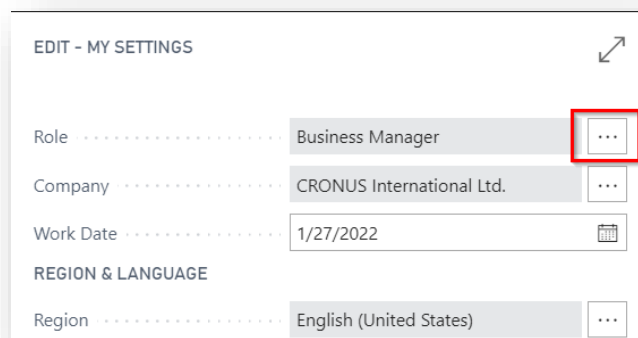 EDIT - MY SETTINGS
Role Business Manager ...
Company CRONUS International Ltd. ...
Work Date 1/27/2022
REGION & LANGUAGE
Region English (United States) ...